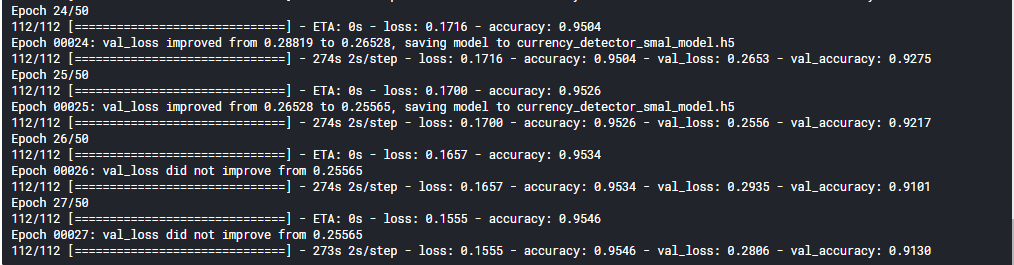 Epoch 24/50
112/112 [==============================] - ETA: 0s - loss: 0.1716 - accuracy: 0.9504
Epoch 00024: val_loss improved from 0.28819 to 0.26528, saving model to currency_detector_smal_model.h5
112/112 [==============================] - 274s 2s/step - loss: 0.1716 - accuracy: 0.9504 - val_loss: 0.2653 - val_accuracy: 0.9275
Epoch 25/50
112/112 [==============================] - ETA: 0s - loss: 0.1700 - accuracy: 0.9526
Epoch 00025: val_loss improved from 0.26528 to 0.25565, saving model to currency_detector_smal_model.h5
112/112 [==============================] - 274s 2s/step - loss: 0.1700 - accuracy: 0.9526 - val_loss: 0.2556 - val_accuracy: 0.9217
Epoch 26/50
112/112 [==============================] - ETA: 0s - loss: 0.1657 - accuracy: 0.9534
Epoch 00026: val_loss did not improve from 0.25565
112/112 [==============================] - 274s 2s/step - loss: 0.1657 - accuracy: 0.9534 - val_loss: 0.2935 - val_accuracy: 0.9101
Epoch 27/50
112/112 [==============================] - ETA: 0s - loss: 0.1555 - accuracy: 0.9546
Epoch 00027: val_loss did not improve from 0.25565
112/112 [==============================] - 273s 2s/step - loss: 0.1555 - accuracy: 0.9546 - val_loss: 0.2806 - val_accuracy: 0.9130